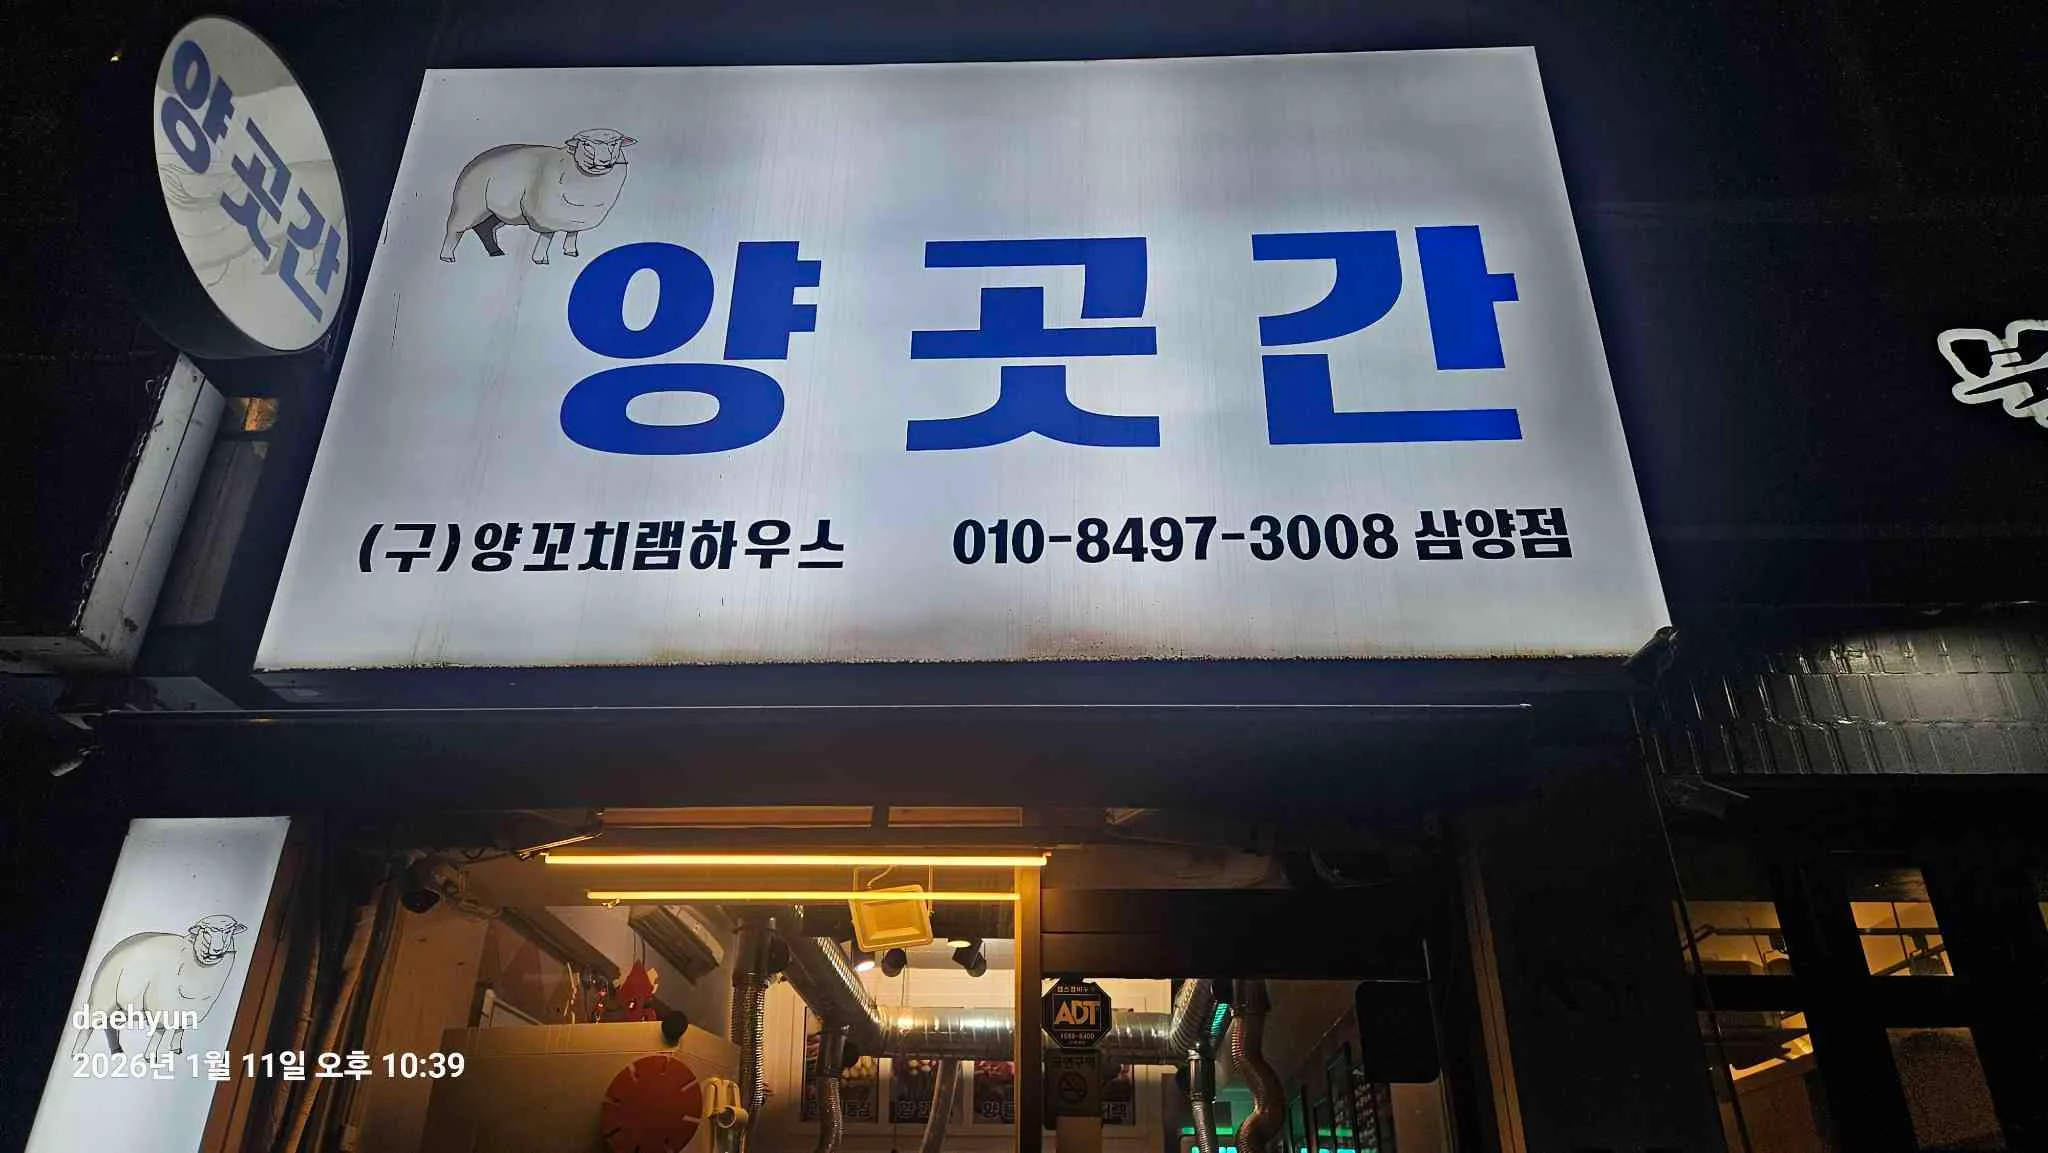 양곳간
양곳간
(구)양꼬치램하우스 010-8497-3008 삼양점
ADT
daehyun
2026년 1월 11일 오후 10:39